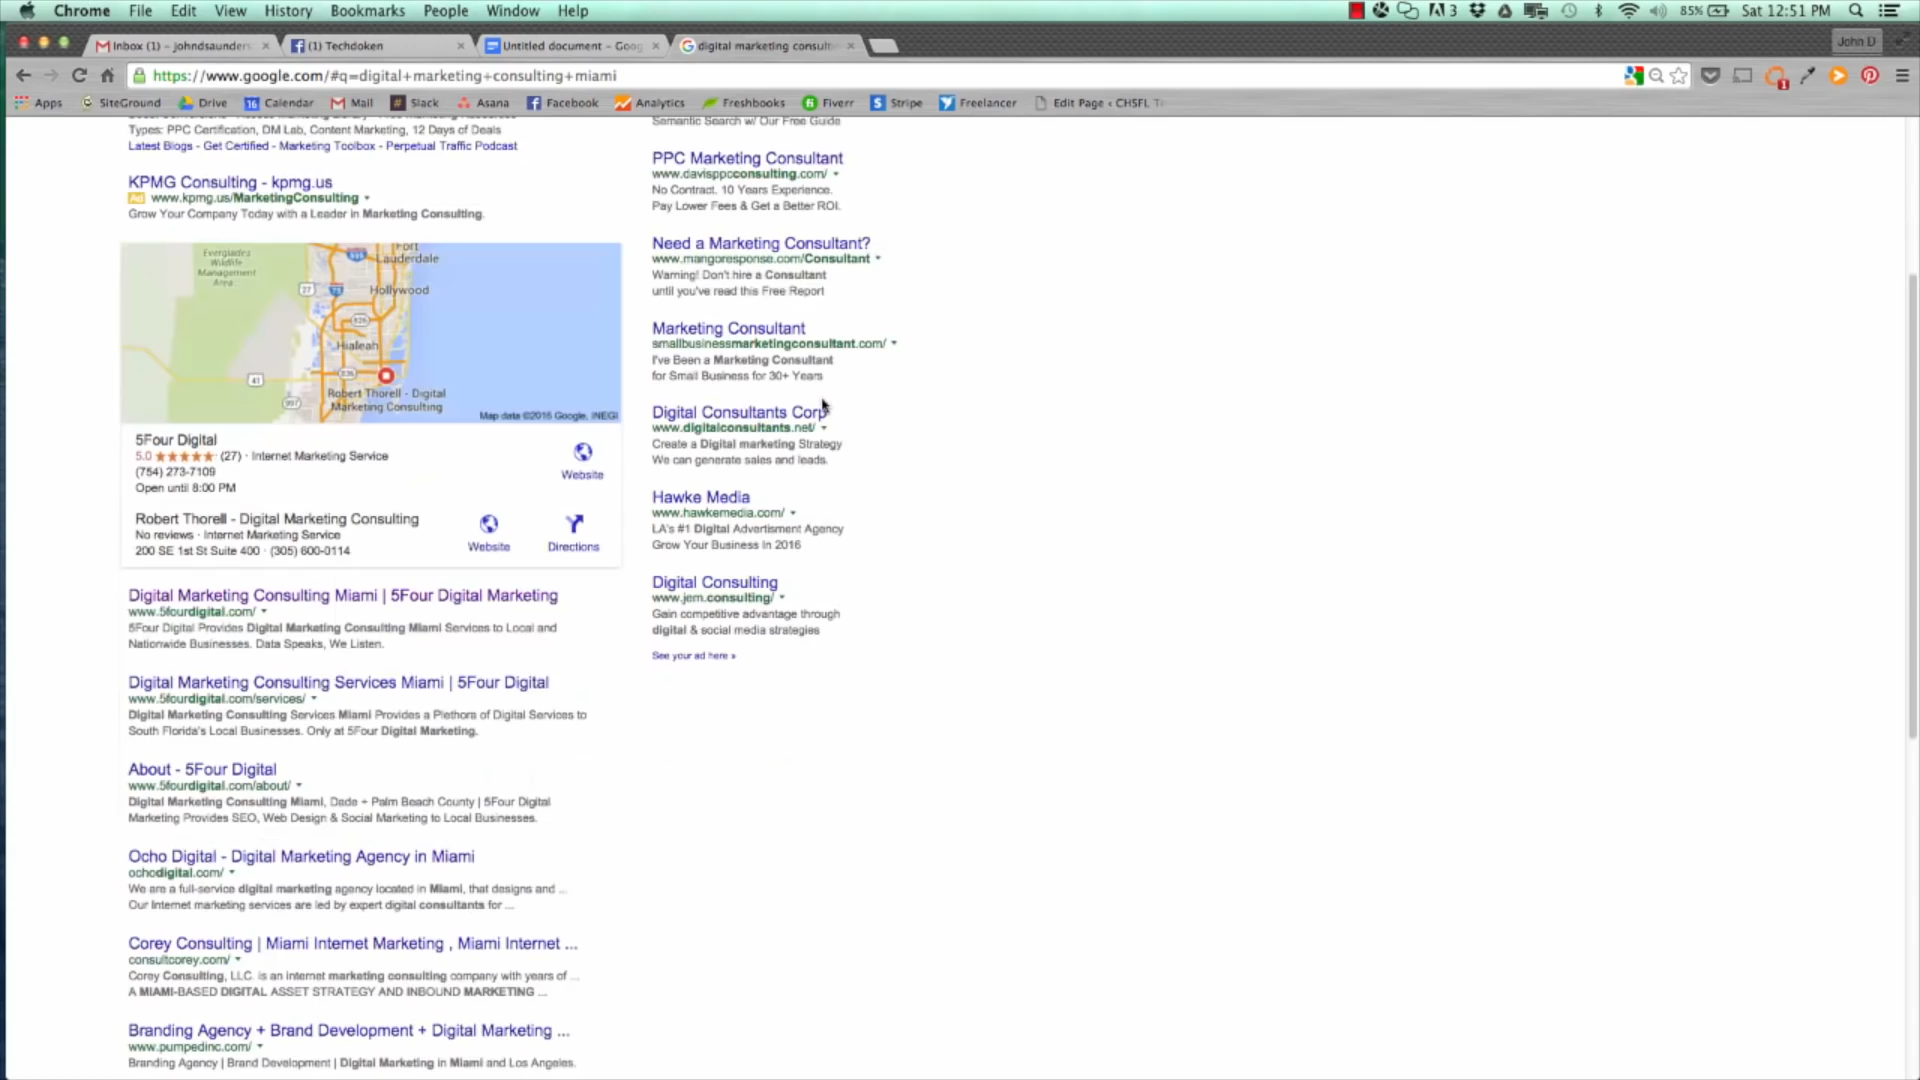 Chrome File Edit View History Bookmarks People Window Help
3 85% Sat 12:51 PM
Inbox (1) – johndsaunders
(1) Techdoken
Untitled document – Goog
digital marketing consulti
John D
https://www.google.com/#q=digital+marketing+consulting+miami
Apps SiteGround Drive 16 Calendar Mail Slack Asana Facebook Analytics Freshbooks Fiverr Stripe Freelancer Edit Page ‹ CHSFL
Types: PPC Certification, DM Lab, Content Marketing, 12 Days of Deals
Latest Blogs - Get Certified - Marketing Toolbox - Perpetual Traffic Podcast
KPMG Consulting - kpmg.us
Ad www.kpmg.us/MarketingConsulting
Grow Your Company Today with a Leader in Marketing Consulting.
Everglades
Wildlife
Management
Area
Fort
Lauderdale
Hollywood
27
826
Hialeah
836
41
997
Robert Thorell - Digital
Marketing Consulting
Map data ©2016 Google, INEGI
5Four Digital
5.0 ★★★★★ (27) · Internet Marketing Service
(754) 273-7109
Open until 8:00 PM
Website
Robert Thorell - Digital Marketing Consulting
No reviews · Internet Marketing Service
200 SE 1st St Suite 400 · (305) 600-0114
Website
Directions
Digital Marketing Consulting Miami | 5Four Digital Marketing
www.5fourdigital.com/
5Four Digital Provides Digital Marketing Consulting Miami Services to Local and
Nationwide Businesses. Data Speaks, We Listen.
Digital Marketing Consulting Services Miami | 5Four Digital
www.5fourdigital.com/services/
Digital Marketing Consulting Services Miami Provides a Plethora of Digital Services to
South Florida's Local Businesses. Only at 5Four Digital Marketing.
About - 5Four Digital
www.5fourdigital.com/about/
Digital Marketing Consulting Miami, Dade + Palm Beach County | 5Four Digital
Marketing Provides SEO, Web Design & Social Marketing to Local Businesses.
Ocho Digital - Digital Marketing Agency in Miami
ochodigital.com/
We are a full-service digital marketing agency located in Miami, that designs and ...
Our Internet marketing services are led by expert digital consultants for ...
Corey Consulting | Miami Internet Marketing , Miami Internet ...
consultcorey.com/
Corey Consulting, LLC. is an internet marketing consulting company with years of ...
A MIAMI-BASED DIGITAL ASSET STRATEGY AND INBOUND MARKETING ...
Branding Agency + Brand Development + Digital Marketing ...
www.pumpedinc.com/
Branding Agency | Brand Development | Digital Marketing in Miami and Los Angeles.
Semantic Search w/ Our Free Guide
PPC Marketing Consultant
www.davisppcconsulting.com/
No Contract. 10 Years Experience.
Pay Lower Fees & Get a Better ROI.
Need a Marketing Consultant?
www.mangoresponse.com/Consultant
Warning! Don't hire a Consultant
until you've read this Free Report
Marketing Consultant
smallbusinessmarketingconsultant.com/
I've Been a Marketing Consultant
for Small Business for 30+ Years
Digital Consultants Corp
www.digitalconsultants.net/
Create a Digital marketing Strategy
We can generate sales and leads.
Hawke Media
www.hawkemedia.com/
LA's #1 Digital Advertisment Agency
Grow Your Business In 2016
Digital Consulting
www.jem.consulting/
Gain competitive advantage through
digital & social media strategies
See your ad here »